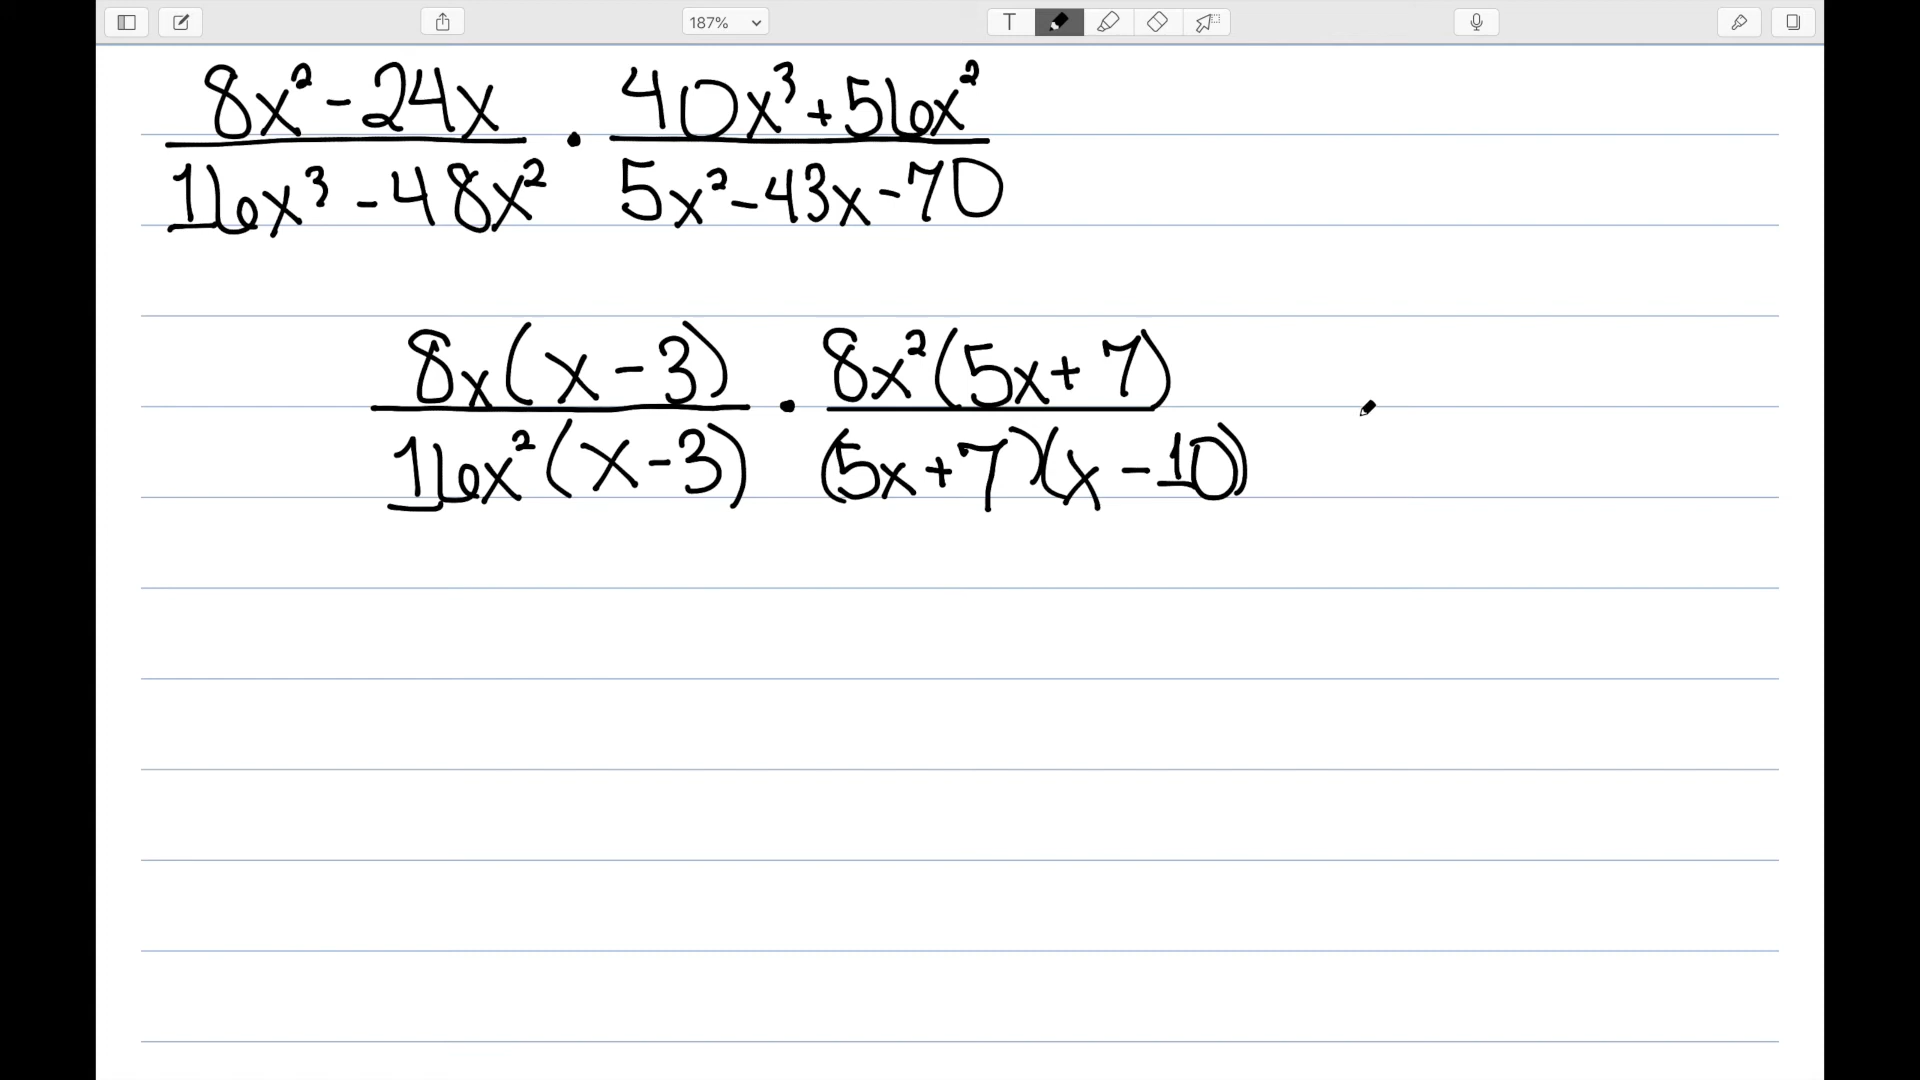 187% T
8x² - 24x · 40x³ + 56x²
16x³ - 48x² 5x² - 43x - 70
8x(x - 3) · 8x²(5x + 7)
16x²(x - 3) (5x + 7)(x - 10)